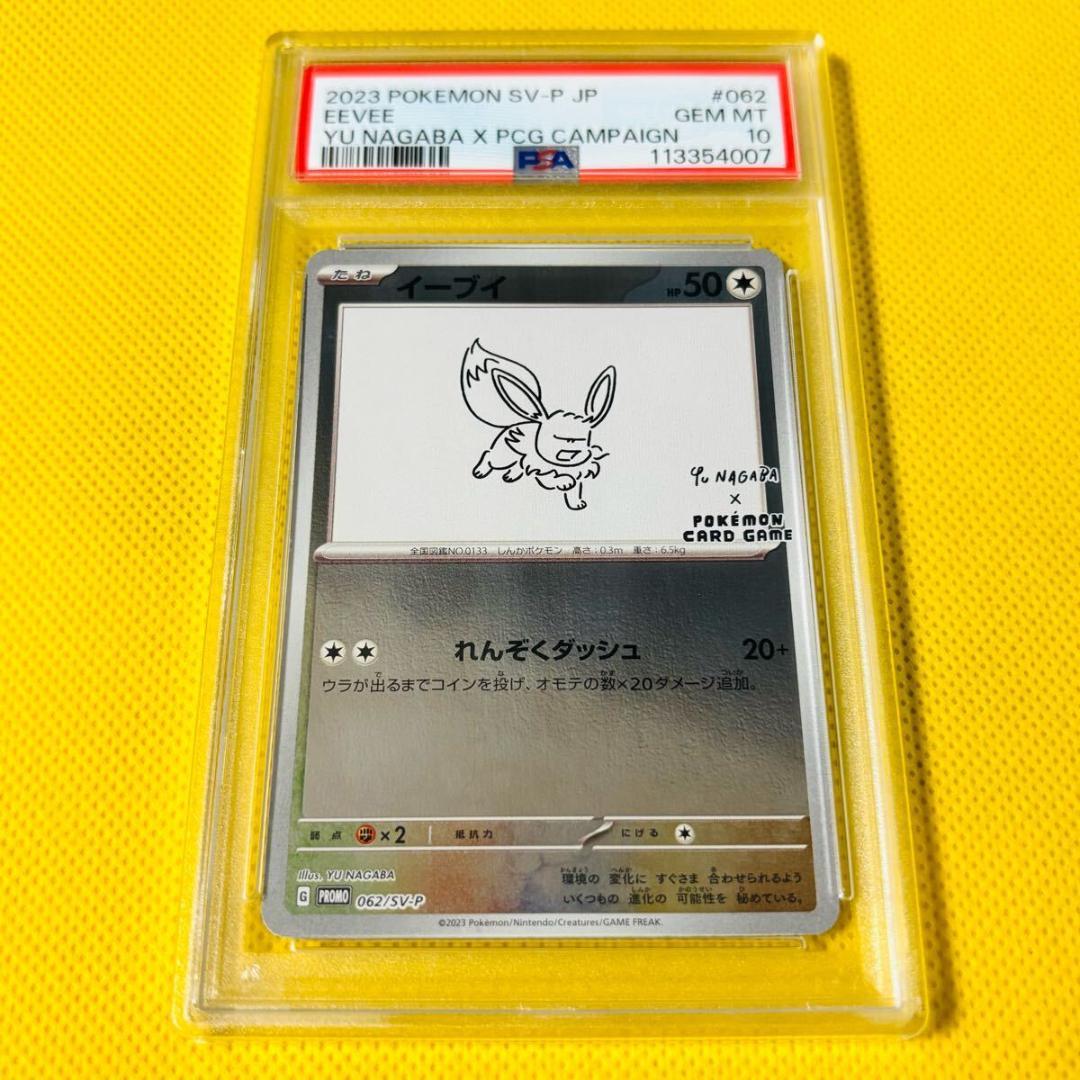 2023 POKEMON SV-P JP #062
EEVEE GEM MT
YU NAGABA X PCG CAMPAIGN 10
PSA 113354007
たね イーブイ HP 50
YU NAGABA
×
POKÉMON
CARD GAME
全国図鑑NO.0133 しんかポケモン 高さ:0.3m 重さ:6.5kg
れんぞくダッシュ 20+
ウラが出るまでコインを投げ、オモテの数×20ダメージ追加。
弱点 ×2 抵抗力 にげる
Illus. YU NAGABA
環境の 変化に すぐさま 合わせられるよう
いくつもの 進化の 可能性を 秘めている。
G PROMO 062/SV-P
©2023 Pokémon/Nintendo/Creatures/GAME FREAK.